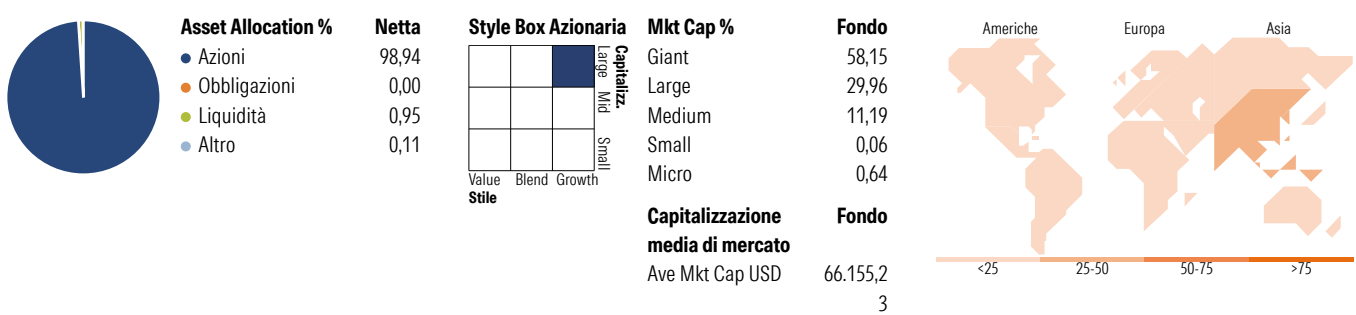 Asset Allocation % Netta
Azioni 98,94
Obbligazioni 0,00
Liquidità 0,95
Altro 0,11
Style Box Azionaria
Capitalizz.
Large Mid Small
Value Blend Growth
Stile
Mkt Cap % Fondo
Giant 58,15
Large 29,96
Medium 11,19
Small 0,06
Micro 0,64
Capitalizzazione Fondo
media di mercato
Ave Mkt Cap USD 66.155,2
3
Americhe Europa Asia
<25 25-50 50-75 >75